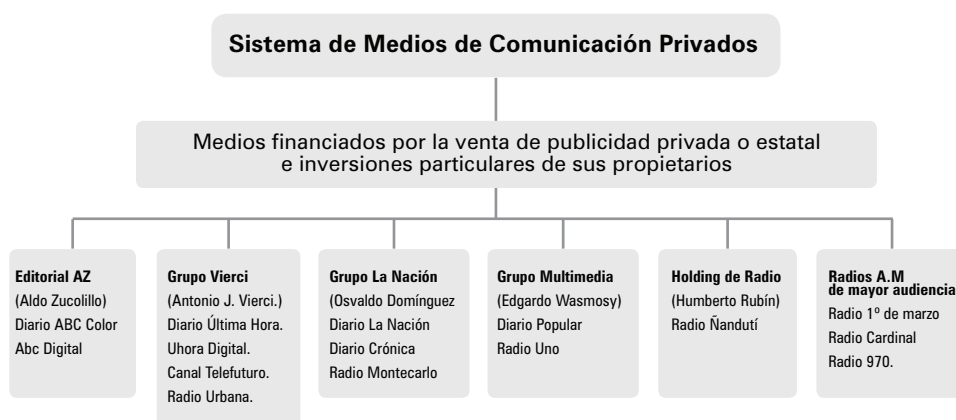 Sistema de Medios de Comunicación Privados
Medios financiados por la venta de publicidad privada o estatal
e inversiones particulares de sus propietarios
Editorial AZ
(Aldo Zucolillo)
Diario ABC Color
Abc Digital
Grupo Vierci
(Antonio J. Vierci.)
Diario Última Hora.
Uhora Digital.
Canal Telefuturo.
Radio Urbana.
Grupo La Nación
(Osvaldo Domínguez
Diario La Nación
Diario Crónica
Radio Montecarlo
Grupo Multimedia
(Edgardo Wasmosy)
Diario Popular
Radio Uno
Holding de Radio
(Humberto Rubín)
Radio Ñandutí
Radios A.M
de mayor audiencia
Radio 1º de marzo
Radio Cardinal
Radio 970.